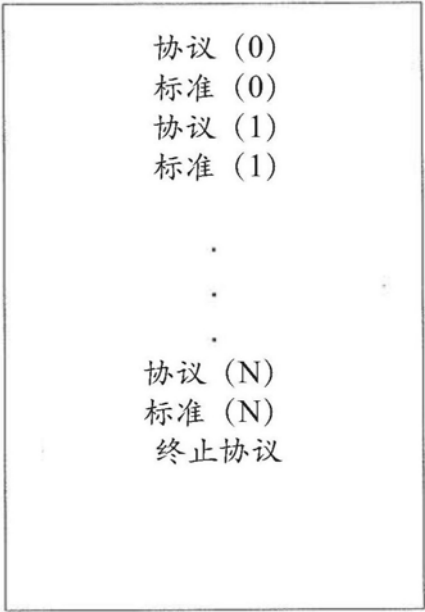 协议（0）
标准（0）
协议（1）
标准（1）
.
.
.
协议（N）
标准（N）
终止协议